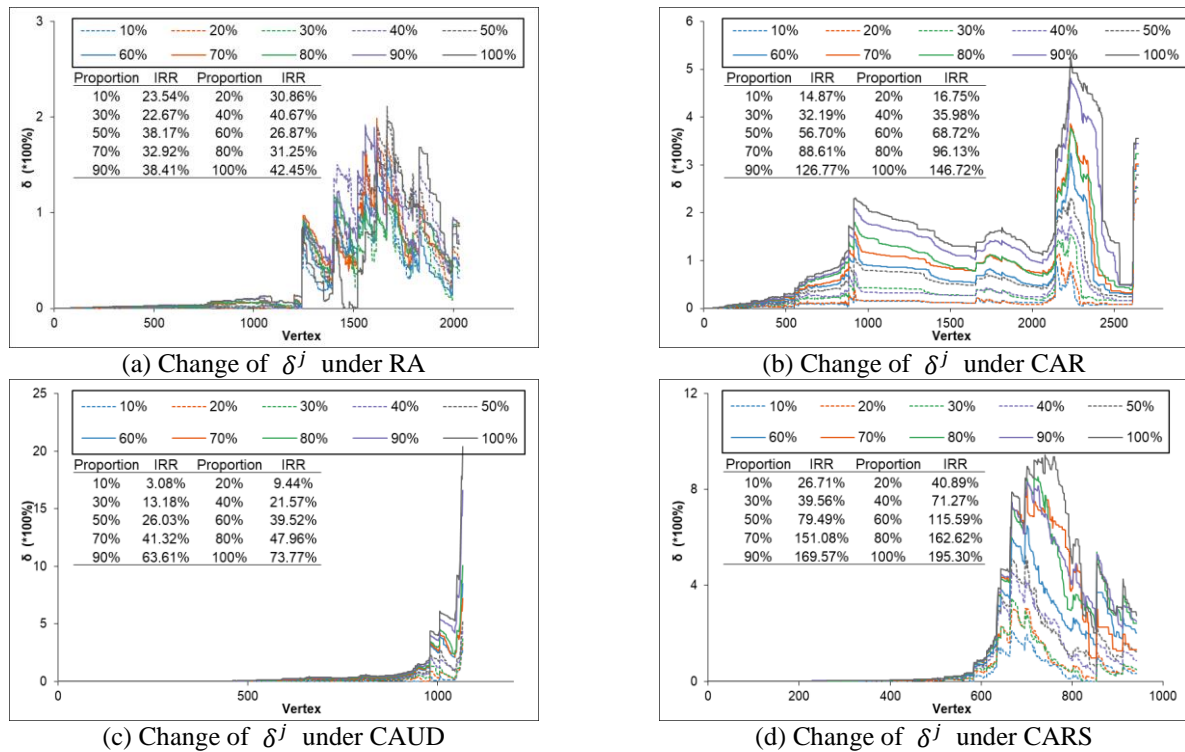 3
10% 20% 30% 40% 50%
60% 70% 80% 90% 100%
Proportion IRR Proportion IRR
10% 23.54% 20% 30.86%
30% 22.67% 40% 40.67%
50% 38.17% 60% 26.87%
70% 32.92% 80% 31.25%
90% 38.41% 100% 42.45%
2
1
0
δ (*100%)
0 500 1000 1500 2000
Vertex
(a) Change of δ^j under RA
6
5
4
3
2
1
0
δ (*100%)
10% 20% 30% 40% 50%
60% 70% 80% 90% 100%
Proportion IRR Proportion IRR
10% 14.87% 20% 16.75%
30% 32.19% 40% 35.98%
50% 56.70% 60% 68.72%
70% 88.61% 80% 96.13%
90% 126.77% 100% 146.72%
0 500 1000 1500 2000 2500
Vertex
(b) Change of δ^j under CAR
25
20
15
10
5
0
δ (*100%)
10% 20% 30% 40% 50%
60% 70% 80% 90% 100%
Proportion IRR Proportion IRR
10% 3.08% 20% 9.44%
30% 13.18% 40% 21.57%
50% 26.03% 60% 39.52%
70% 41.32% 80% 47.96%
90% 63.61% 100% 73.77%
0 500 1000
Vertex
(c) Change of δ^j under CAUD
12
8
4
0
δ (*100%)
10% 20% 30% 40% 50%
60% 70% 80% 90% 100%
Proportion IRR Proportion IRR
10% 26.71% 20% 40.89%
30% 39.56% 40% 71.27%
50% 79.49% 60% 115.59%
70% 151.08% 80% 162.62%
90% 169.57% 100% 195.30%
0 200 400 600 800 1000
Vertex
(d) Change of δ^j under CARS